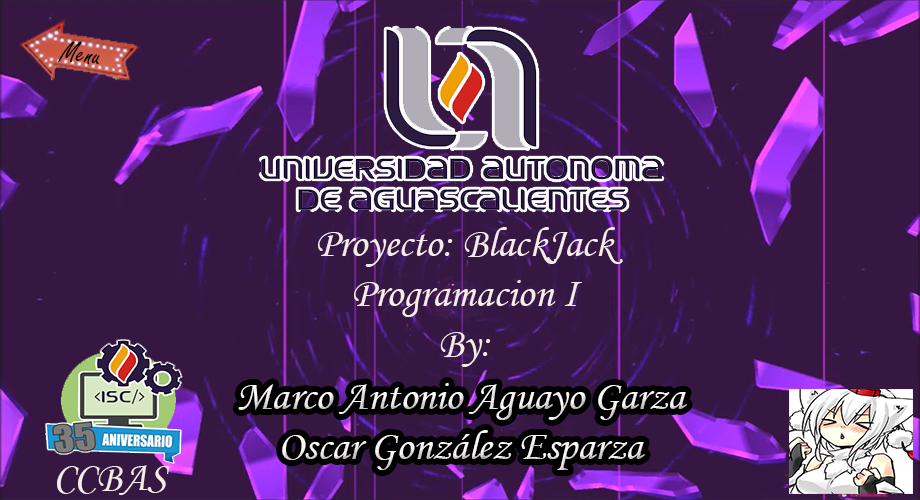 Menu
UNIVERSIDAD AUTONOMA
DE AGUASCALIENTES
Proyecto: BlackJack
Programacion I
By:
Marco Antonio Aguayo Garza
Oscar González Esparza
<ISC/>
35 ANIVERSARIO
CCBAS